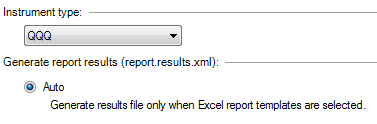 Instrument type:
QQQ
Generate report results (report.results.xml):
Auto
Generate results file only when Excel report templates are selected.